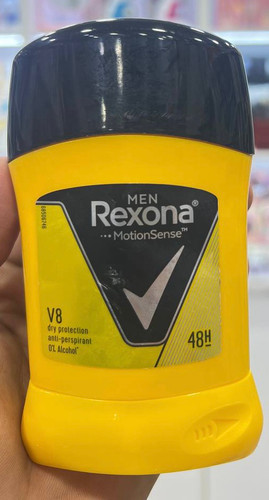 MEN
Rexona®
MotionSense™
V8
dry protection
anti-perspirant
0% Alcohol*
48H